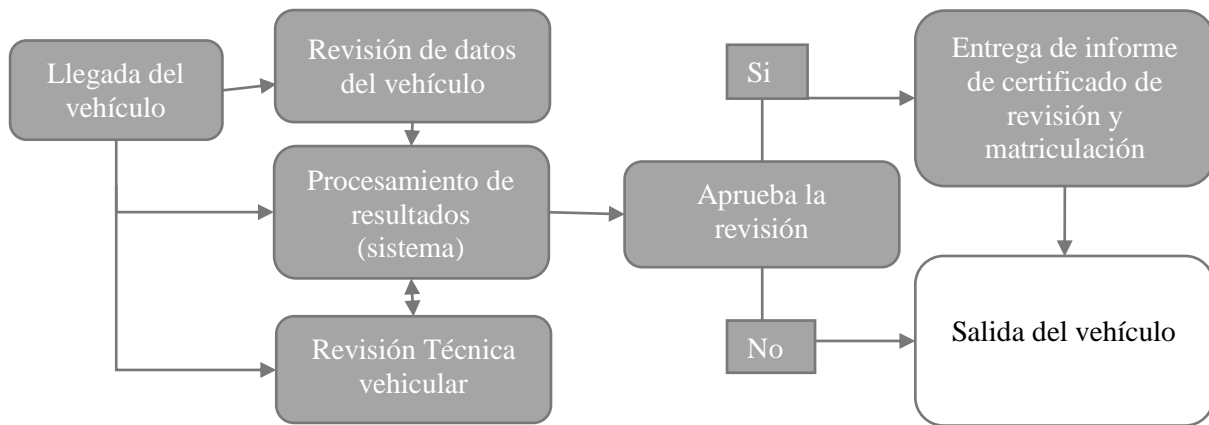 Llegada del
vehículo
Revisión de datos
del vehículo
Procesamiento de
resultados
(sistema)
Revisión Técnica
vehicular
Aprueba la
revisión
Si
No
Entrega de informe
de certificado de
revisión y
matriculación
Salida del vehículo